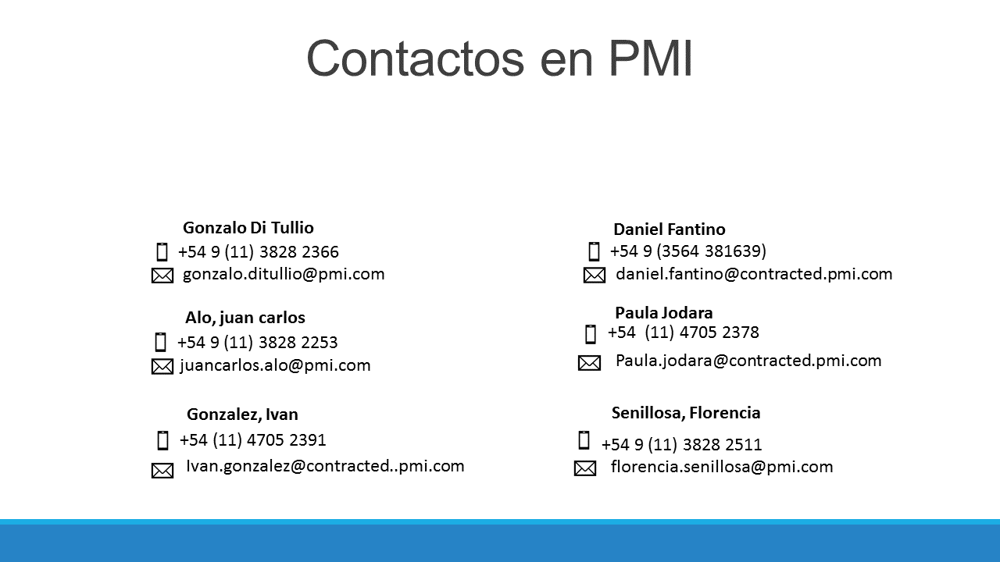 Contactos en PMI
Gonzalo Di Tullio
+54 9 (11) 3828 2366
gonzalo.ditullio@pmi.com
Alo, juan carlos
+54 9 (11) 3828 2253
juancarlos.alo@pmi.com
Gonzalez, Ivan
+54 (11) 4705 2391
Ivan.gonzalez@contracted..pmi.com
Daniel Fantino
+54 9 (3564 381639)
daniel.fantino@contracted.pmi.com
Paula Jodara
+54  (11) 4705 2378
Paula.jodara@contracted.pmi.com
Senillosa, Florencia
+54 9 (11) 3828 2511
florencia.senillosa@pmi.com